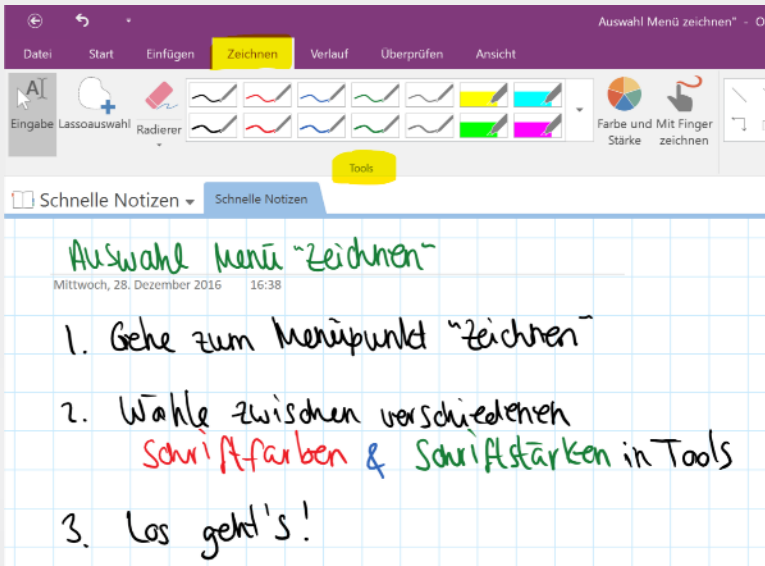 Auswahl Menü zeichnen" - O
Datei Start Einfügen Zeichnen Verlauf Überprüfen Ansicht
Eingabe Lassoauswahl Radierer Farbe und Stärke Mit Finger zeichnen
Tools
Schnelle Notizen Schnelle Notizen
Auswahl Menü "Zeichnen"
Mittwoch, 28. Dezember 2016 16:38
1. Gehe zum Menüpunkt "Zeichnen"
2. Wähle zwischen verschiedenen
Schriftfarben & Schriftstärken in Tools
3. Los geht's!